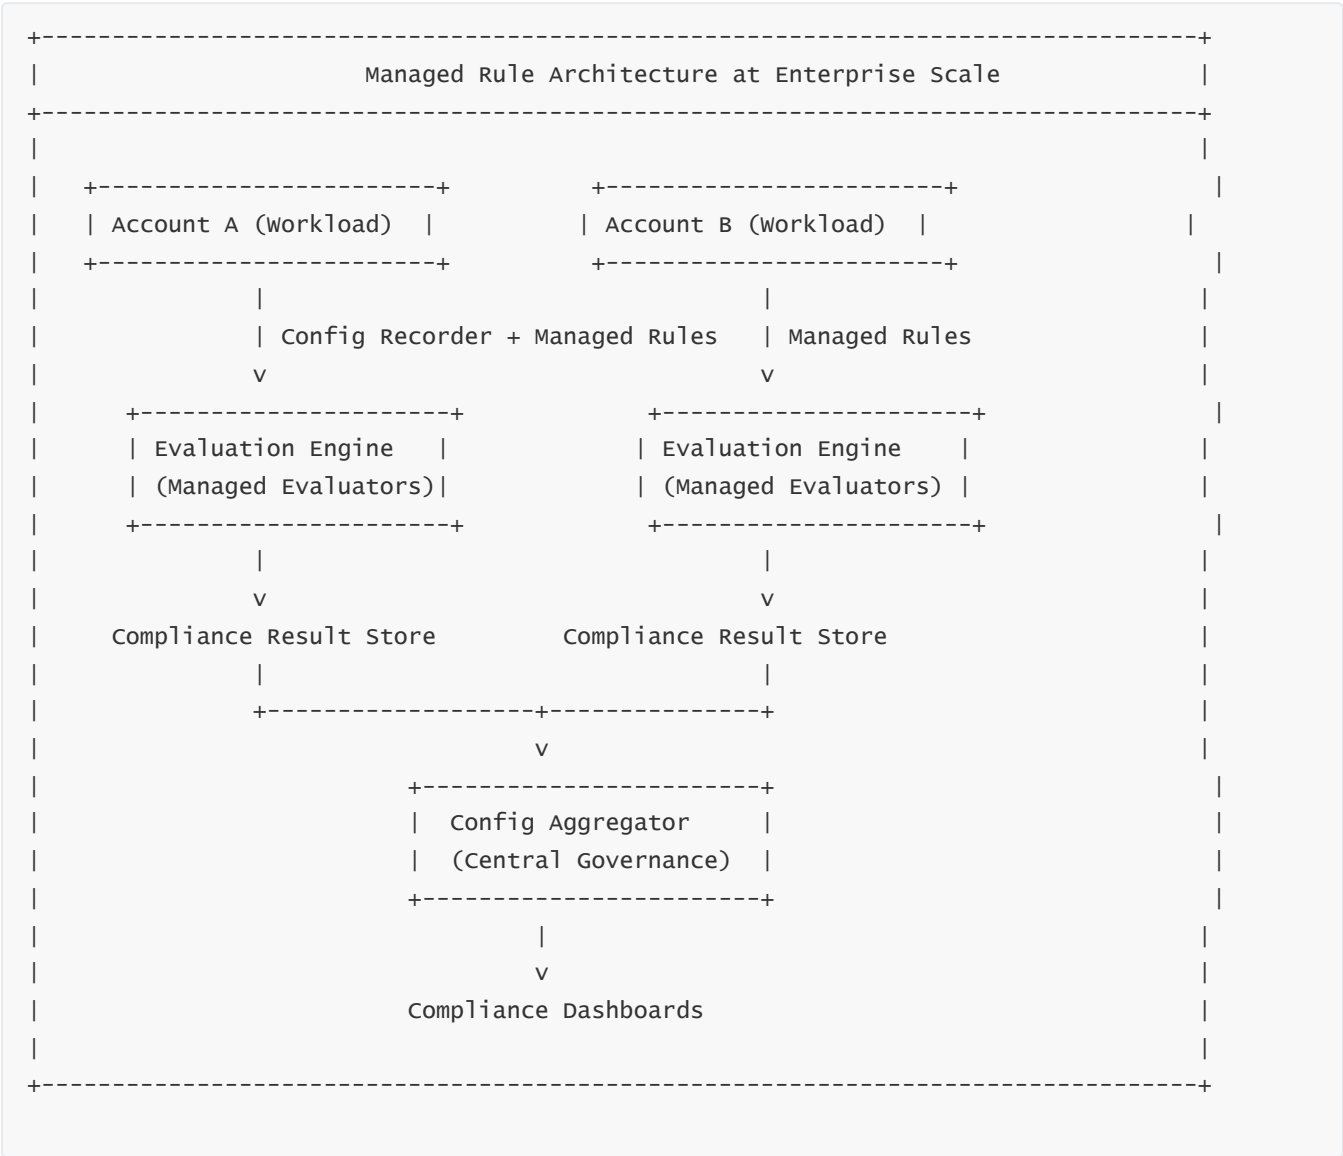 +----------------------------------------------------------------------------------+
|                       Managed Rule Architecture at Enterprise Scale              |
+----------------------------------------------------------------------------------+
|                                                                                  |
|   +------------------------+          +------------------------+                  |
|   | Account A (Workload)  |          | Account B (Workload)  |                  |
|   +------------------------+          +------------------------+                  |
|               |                                   |                              |
|               | Config Recorder + Managed Rules   | Managed Rules                |
|               v                                   v                              |
|      +----------------------+             +----------------------+                |
|      | Evaluation Engine   |             | Evaluation Engine    |                |
|      | (Managed Evaluators)|             | (Managed Evaluators) |                |
|      +----------------------+             +----------------------+                |
|               |                                   |                              |
|               v                                   v                              |
|     Compliance Result Store         Compliance Result Store                      |
|               |                                   |                              |
|               +-------------------+---------------+                              |
|                                   v                                              |
|                          +------------------------+                               |
|                          |  Config Aggregator     |                               |
|                          |  (Central Governance)  |                               |
|                          +------------------------+                               |
|                                   |                                              |
|                                   v                                              |
|                          Compliance Dashboards                                   |
|                                                                                  |
+----------------------------------------------------------------------------------+